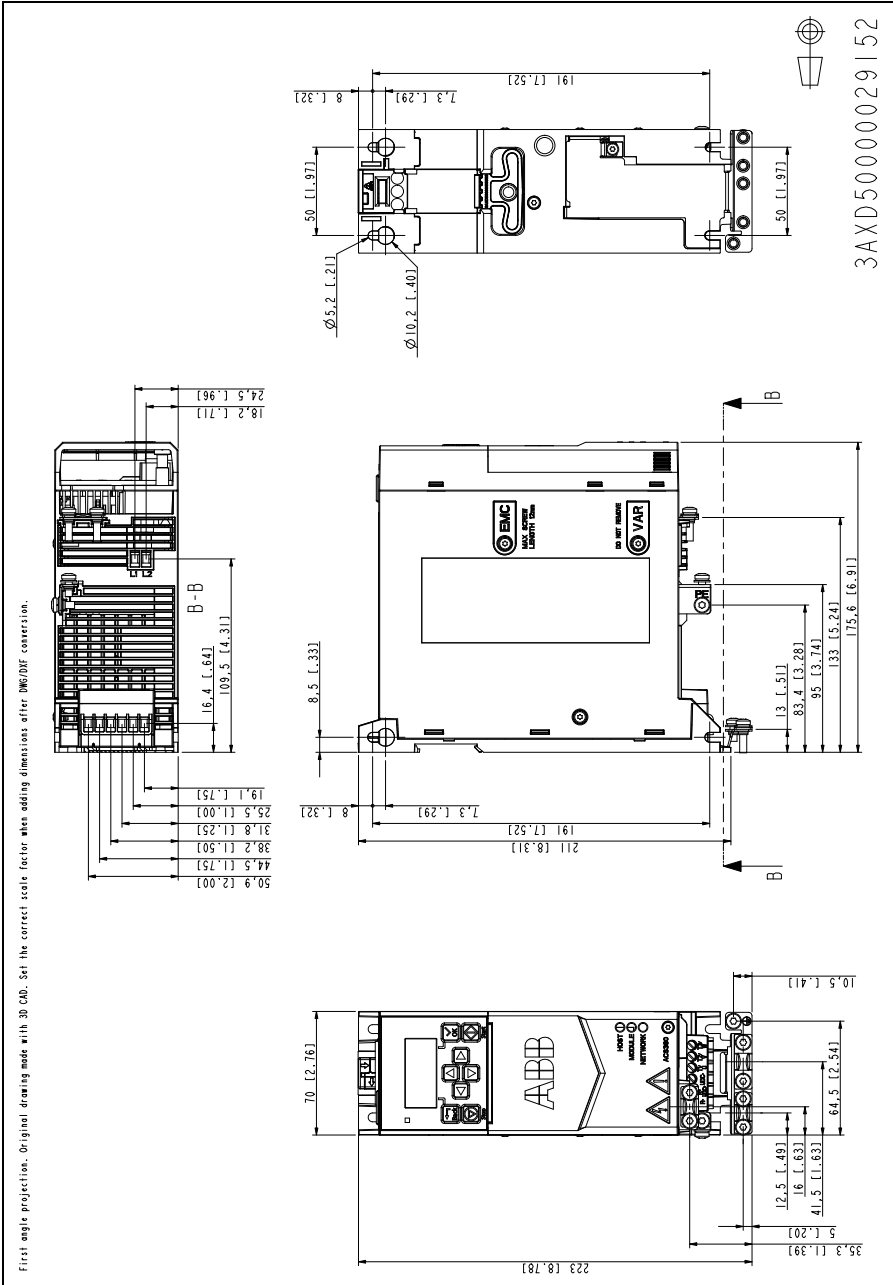 First angle projection. Original drawing made with 3D CAD. Set the correct scale factor when adding dimensions after DWG/DXF conversion.
3AXD50000029152
191 [7.52]
8 [.32]
7,3 [.29]
50 [1.97]
50 [1.97]
Ø5,2 [.21]
Ø10,2 [.40]
24,5 [.96]
18,2 [.71]
L1 L2
B-B
16,4 [.64]
109,5 [4.31]
19,1 [.75]
25,5 [1.00]
31,8 [1.25]
38,2 [1.50]
44,5 [1.75]
50,9 [2.00]
B
EMC
MAX SCREW
LENGTH 12mm
DO NOT REMOVE
VAR
PE
8,5 [.33]
13 [.51]
83,4 [3.28]
95 [3.74]
133 [5.24]
175,6 [6.91]
8 [.32]
7,3 [.29]
191 [7.52]
211 [8.31]
B
70 [2.76]
OK
ABB
HOST
MODULE
NETWORK
ACS380
10,5 [.41]
64,5 [2.54]
12,5 [.49]
16 [.63]
41,5 [1.63]
5 [.20]
35,3 [1.39]
223 [8.78]